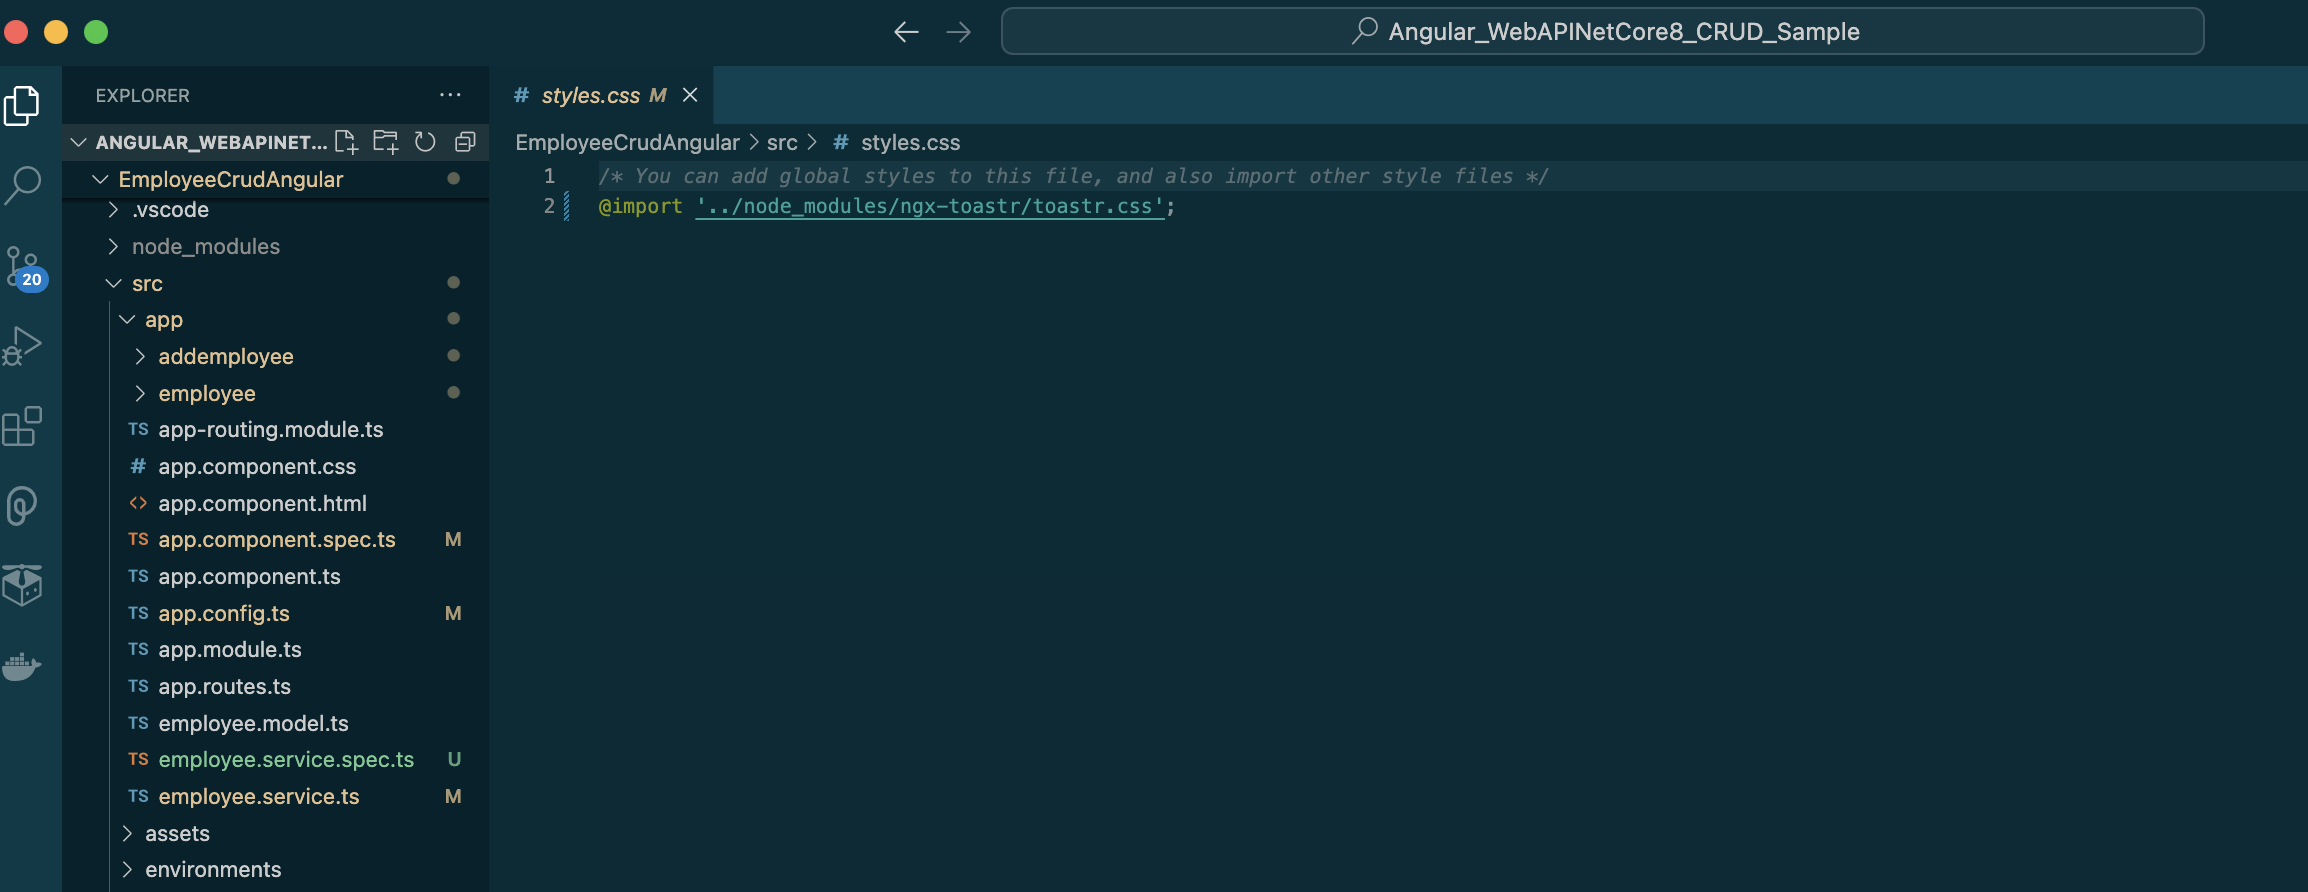 Angular_WebAPINetCore8_CRUD_Sample
EXPLORER
ANGULAR_WEBAPINET...
EmployeeCrudAngular
.vscode
node_modules
src
app
addemployee
employee
TS app-routing.module.ts
# app.component.css
<> app.component.html
TS app.component.spec.ts M
TS app.component.ts
TS app.config.ts M
TS app.module.ts
TS app.routes.ts
TS employee.model.ts
TS employee.service.spec.ts U
TS employee.service.ts M
assets
environments
20
# styles.css M
EmployeeCrudAngular > src > # styles.css
1 /* You can add global styles to this file, and also import other style files */
2 @import '../node_modules/ngx-toastr/toastr.css';